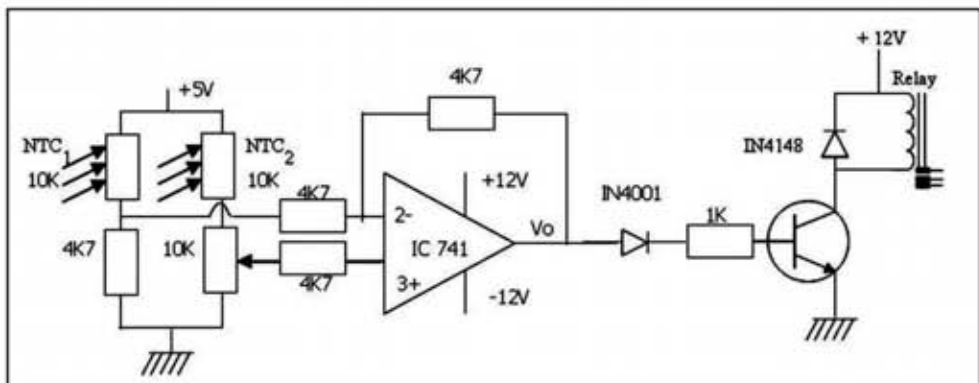 + 12V
4K7
Relay
+5V
NTC1
NTC2
IN4148
10K
10K
+12V
4K7
IN4001
2-
1K
Vo
4K7
10K
IC 741
4K7
3+
-12V